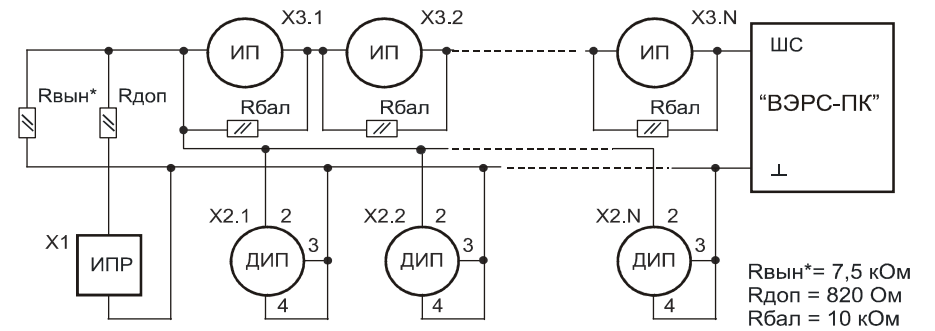 X3.1 X3.2 X3.N
ИП ИП ИП ШС
Rвын* Rдоп Rбал Rбал Rбал “ВЭРС-ПК”
⊥
X2.1 2 X2.2 2 X2.N 2
X1 3 3 3
ИПР ДИП ДИП ДИП
4 4 4
Rвын*= 7,5 кОм
Rдоп = 820 Ом
Rбал = 10 кОм